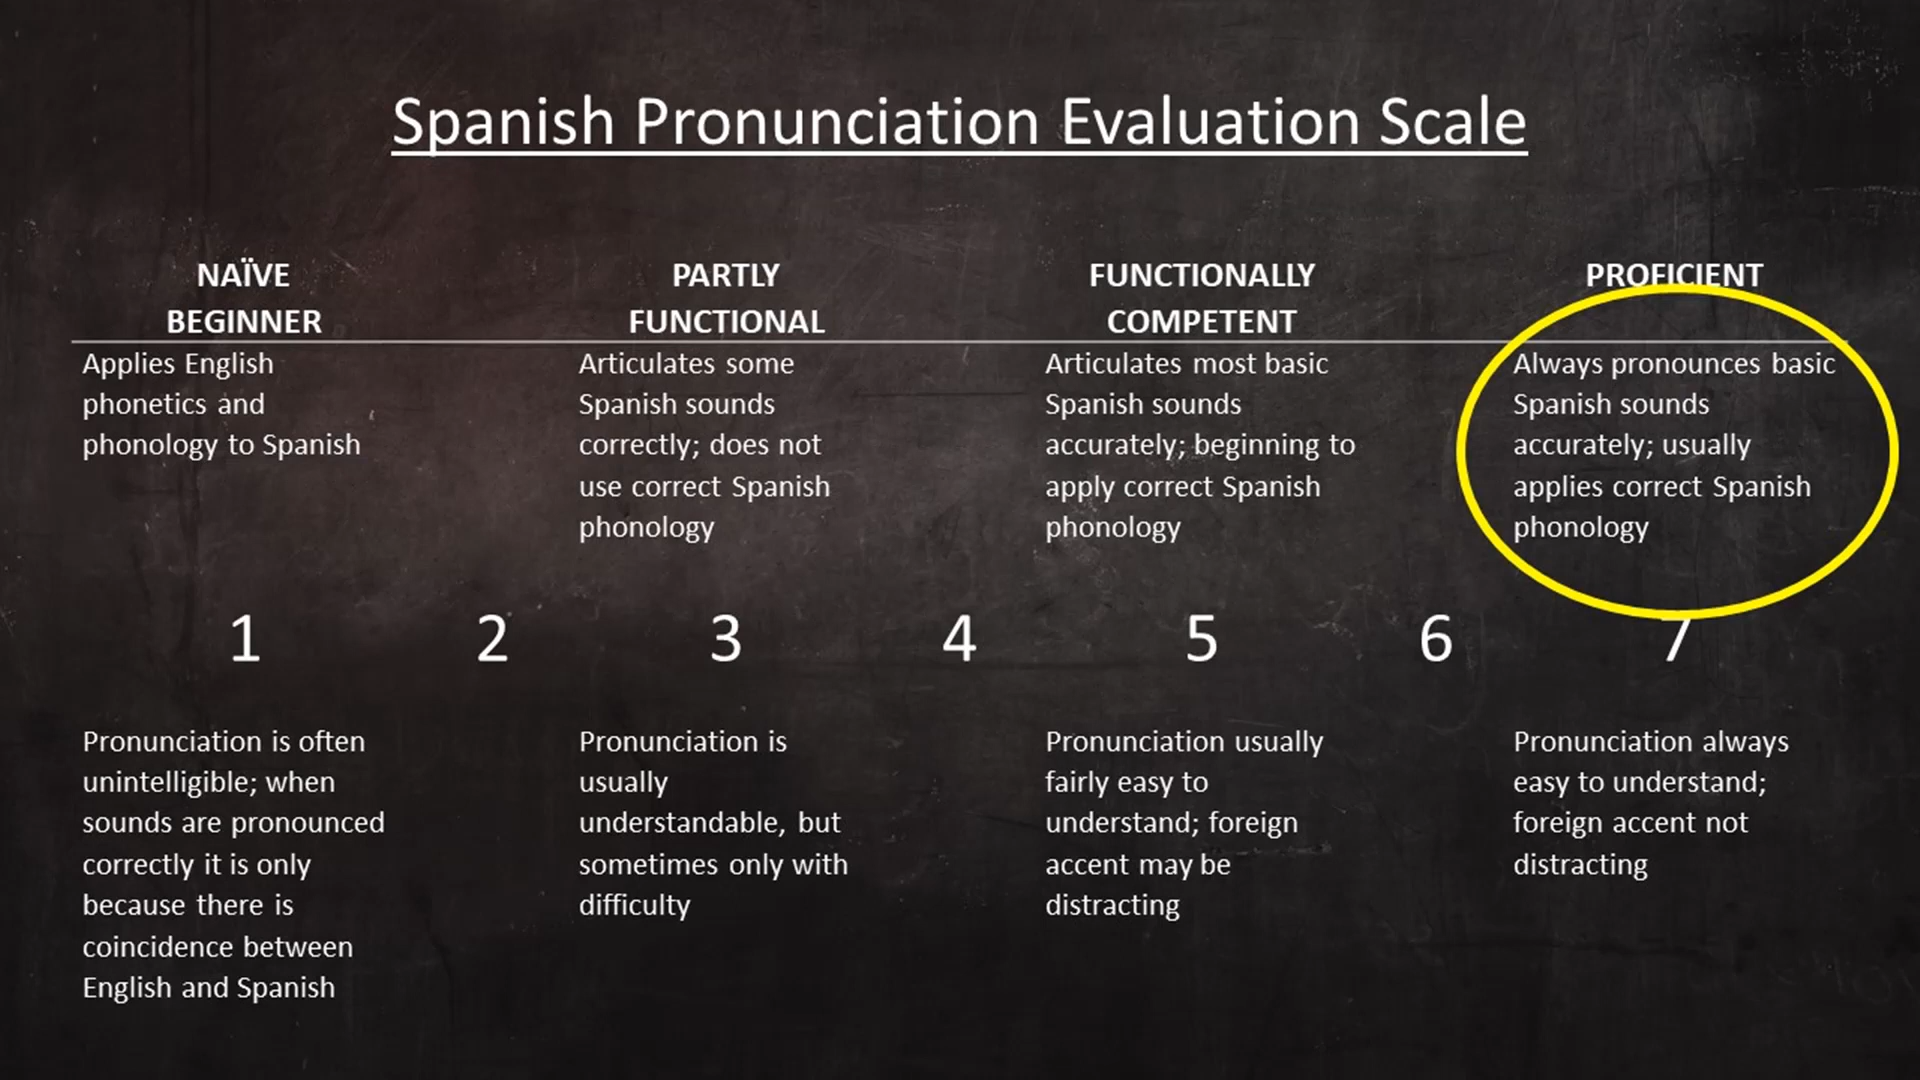 Spanish Pronunciation Evaluation Scale
NAÏVE
BEGINNER
Applies English
phonetics and
phonology to Spanish
PARTLY
FUNCTIONAL
Articulates some
Spanish sounds
correctly; does not
use correct Spanish
phonology
FUNCTIONALLY
COMPETENT
Articulates most basic
Spanish sounds
accurately; beginning to
apply correct Spanish
phonology
PROFICIENT
Always pronounces basic
Spanish sounds
accurately; usually
applies correct Spanish
phonology
1 2 3 4 5 6 7
Pronunciation is often
unintelligible; when
sounds are pronounced
correctly it is only
because there is
coincidence between
English and Spanish
Pronunciation is
usually
understandable, but
sometimes only with
difficulty
Pronunciation usually
fairly easy to
understand; foreign
accent may be
distracting
Pronunciation always
easy to understand;
foreign accent not
distracting